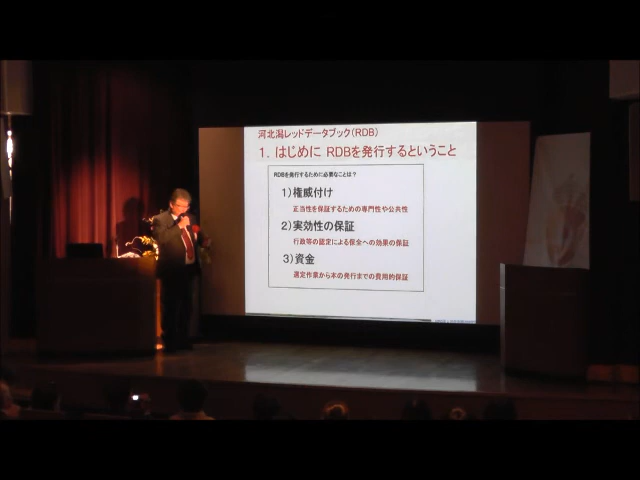 河北潟レッドデータブック(RDB)
1. はじめに RDBを発行するということ
RDBを発行するために必要なことは?
1)権威付け
正当性を保証するための専門性や公共性
2)実効性の保証
行政等の認定による保全への効果の保証
3)資金
選定作業から本の発行までの費用的保証